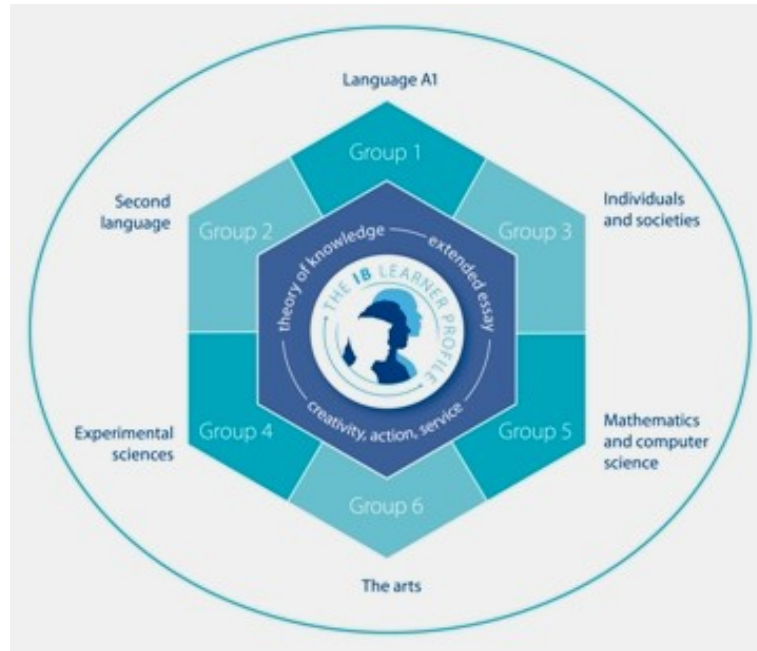 Language A1
Group 1
Second
language
Group 2
Group 3
Individuals
and societies
theory of knowledge
extended essay
THE IB LEARNER PROFILE
creativity, action, service
Experimental
sciences
Group 4
Group 5
Mathematics
and computer
science
Group 6
The arts